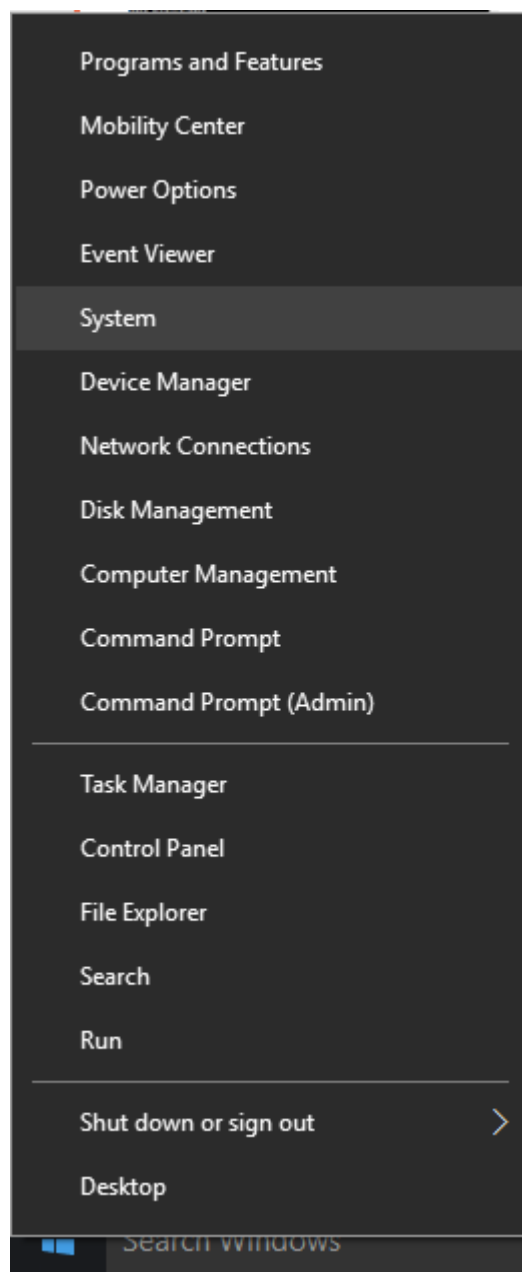 Programs and Features
Mobility Center
Power Options
Event Viewer
System
Device Manager
Network Connections
Disk Management
Computer Management
Command Prompt
Command Prompt (Admin)
Task Manager
Control Panel
File Explorer
Search
Run
Shut down or sign out
Desktop
Search Windows